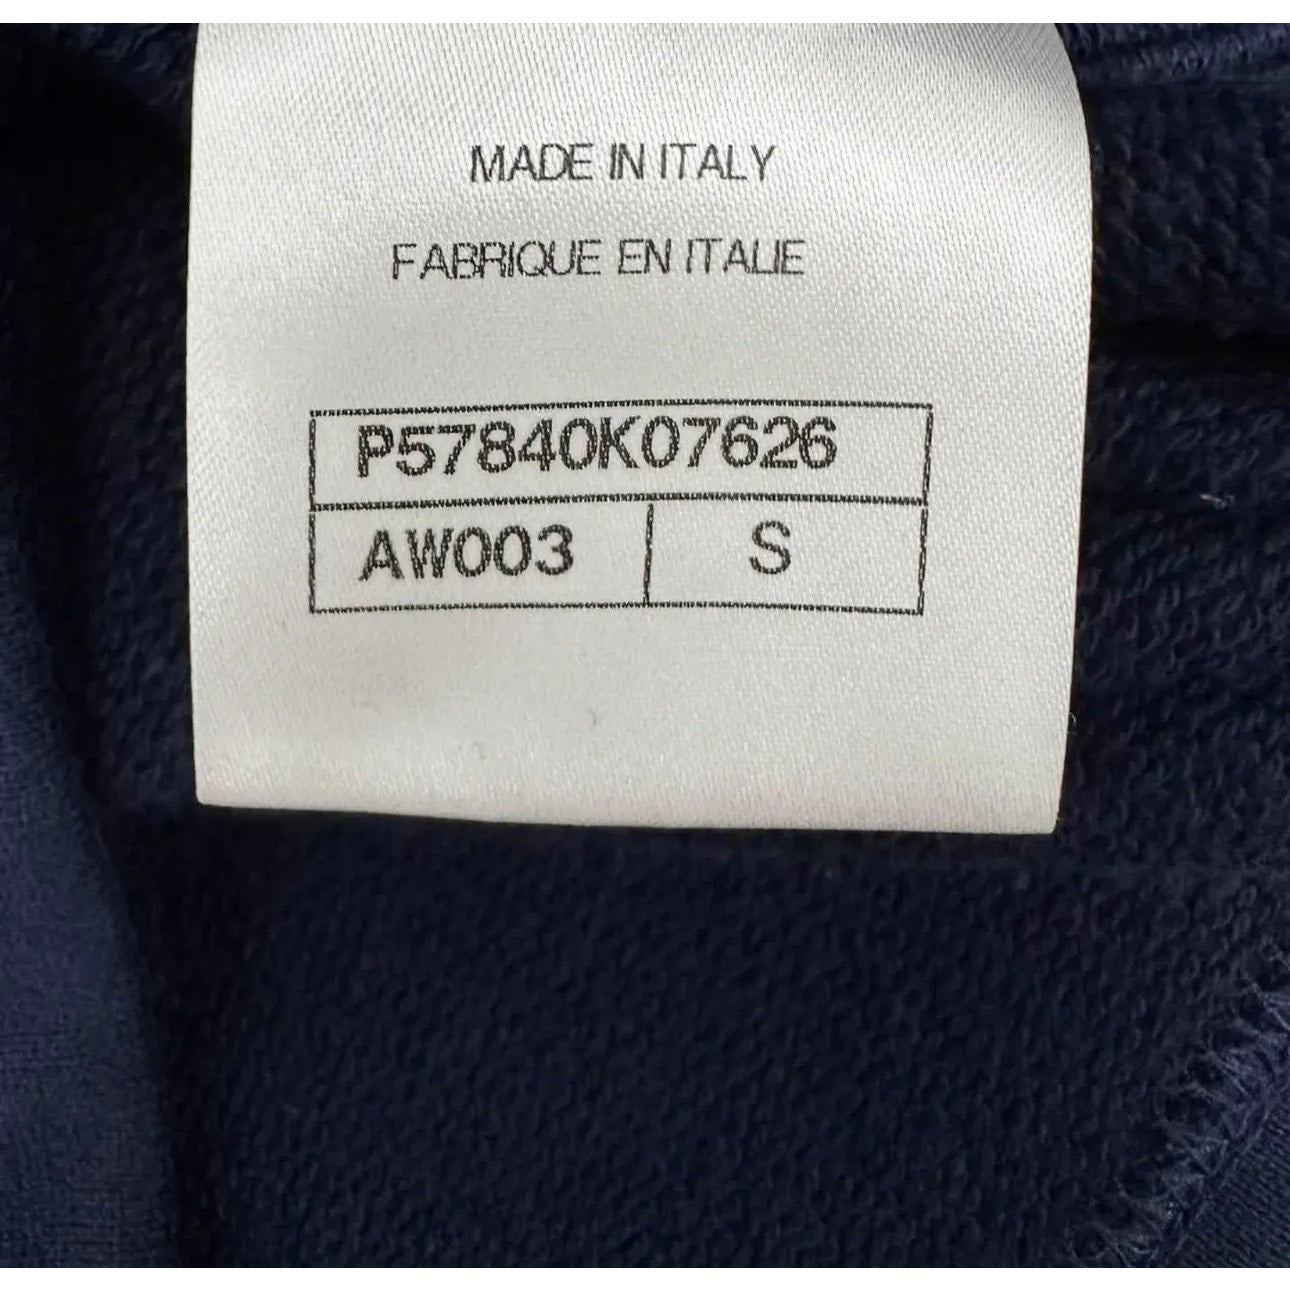 MADE IN ITALY
FABRIQUE EN ITALIE
P57840K07626
AW003 S